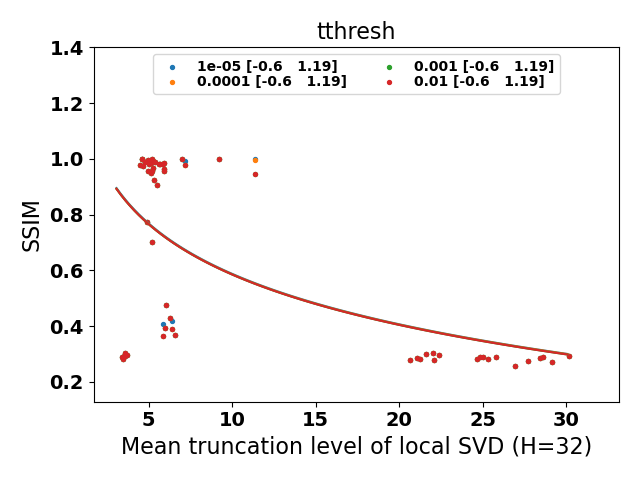 tthresh
1e-05 [-0.6 1.19]
0.0001 [-0.6 1.19]
0.001 [-0.6 1.19]
0.01 [-0.6 1.19]
1.4
1.2
1.0
0.8
0.6
0.4
0.2
SSIM
5 10 15 20 25 30
Mean truncation level of local SVD (H=32)